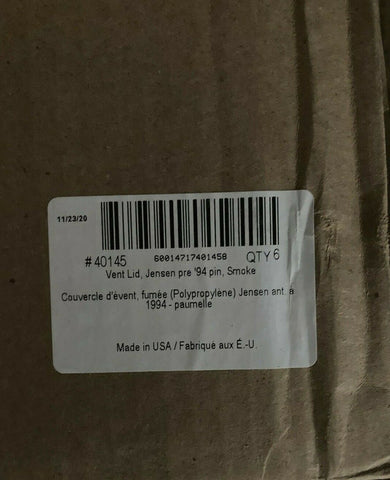 11/23/20
#40145 60014717401458 QTY 6
Vent Lid, Jensen pre '94 pin, Smoke
Couvercle d'évent, fumée (Polypropylène) Jensen ant. à
1994 - paumelle
Made in USA / Fabriqué aux É.-U.